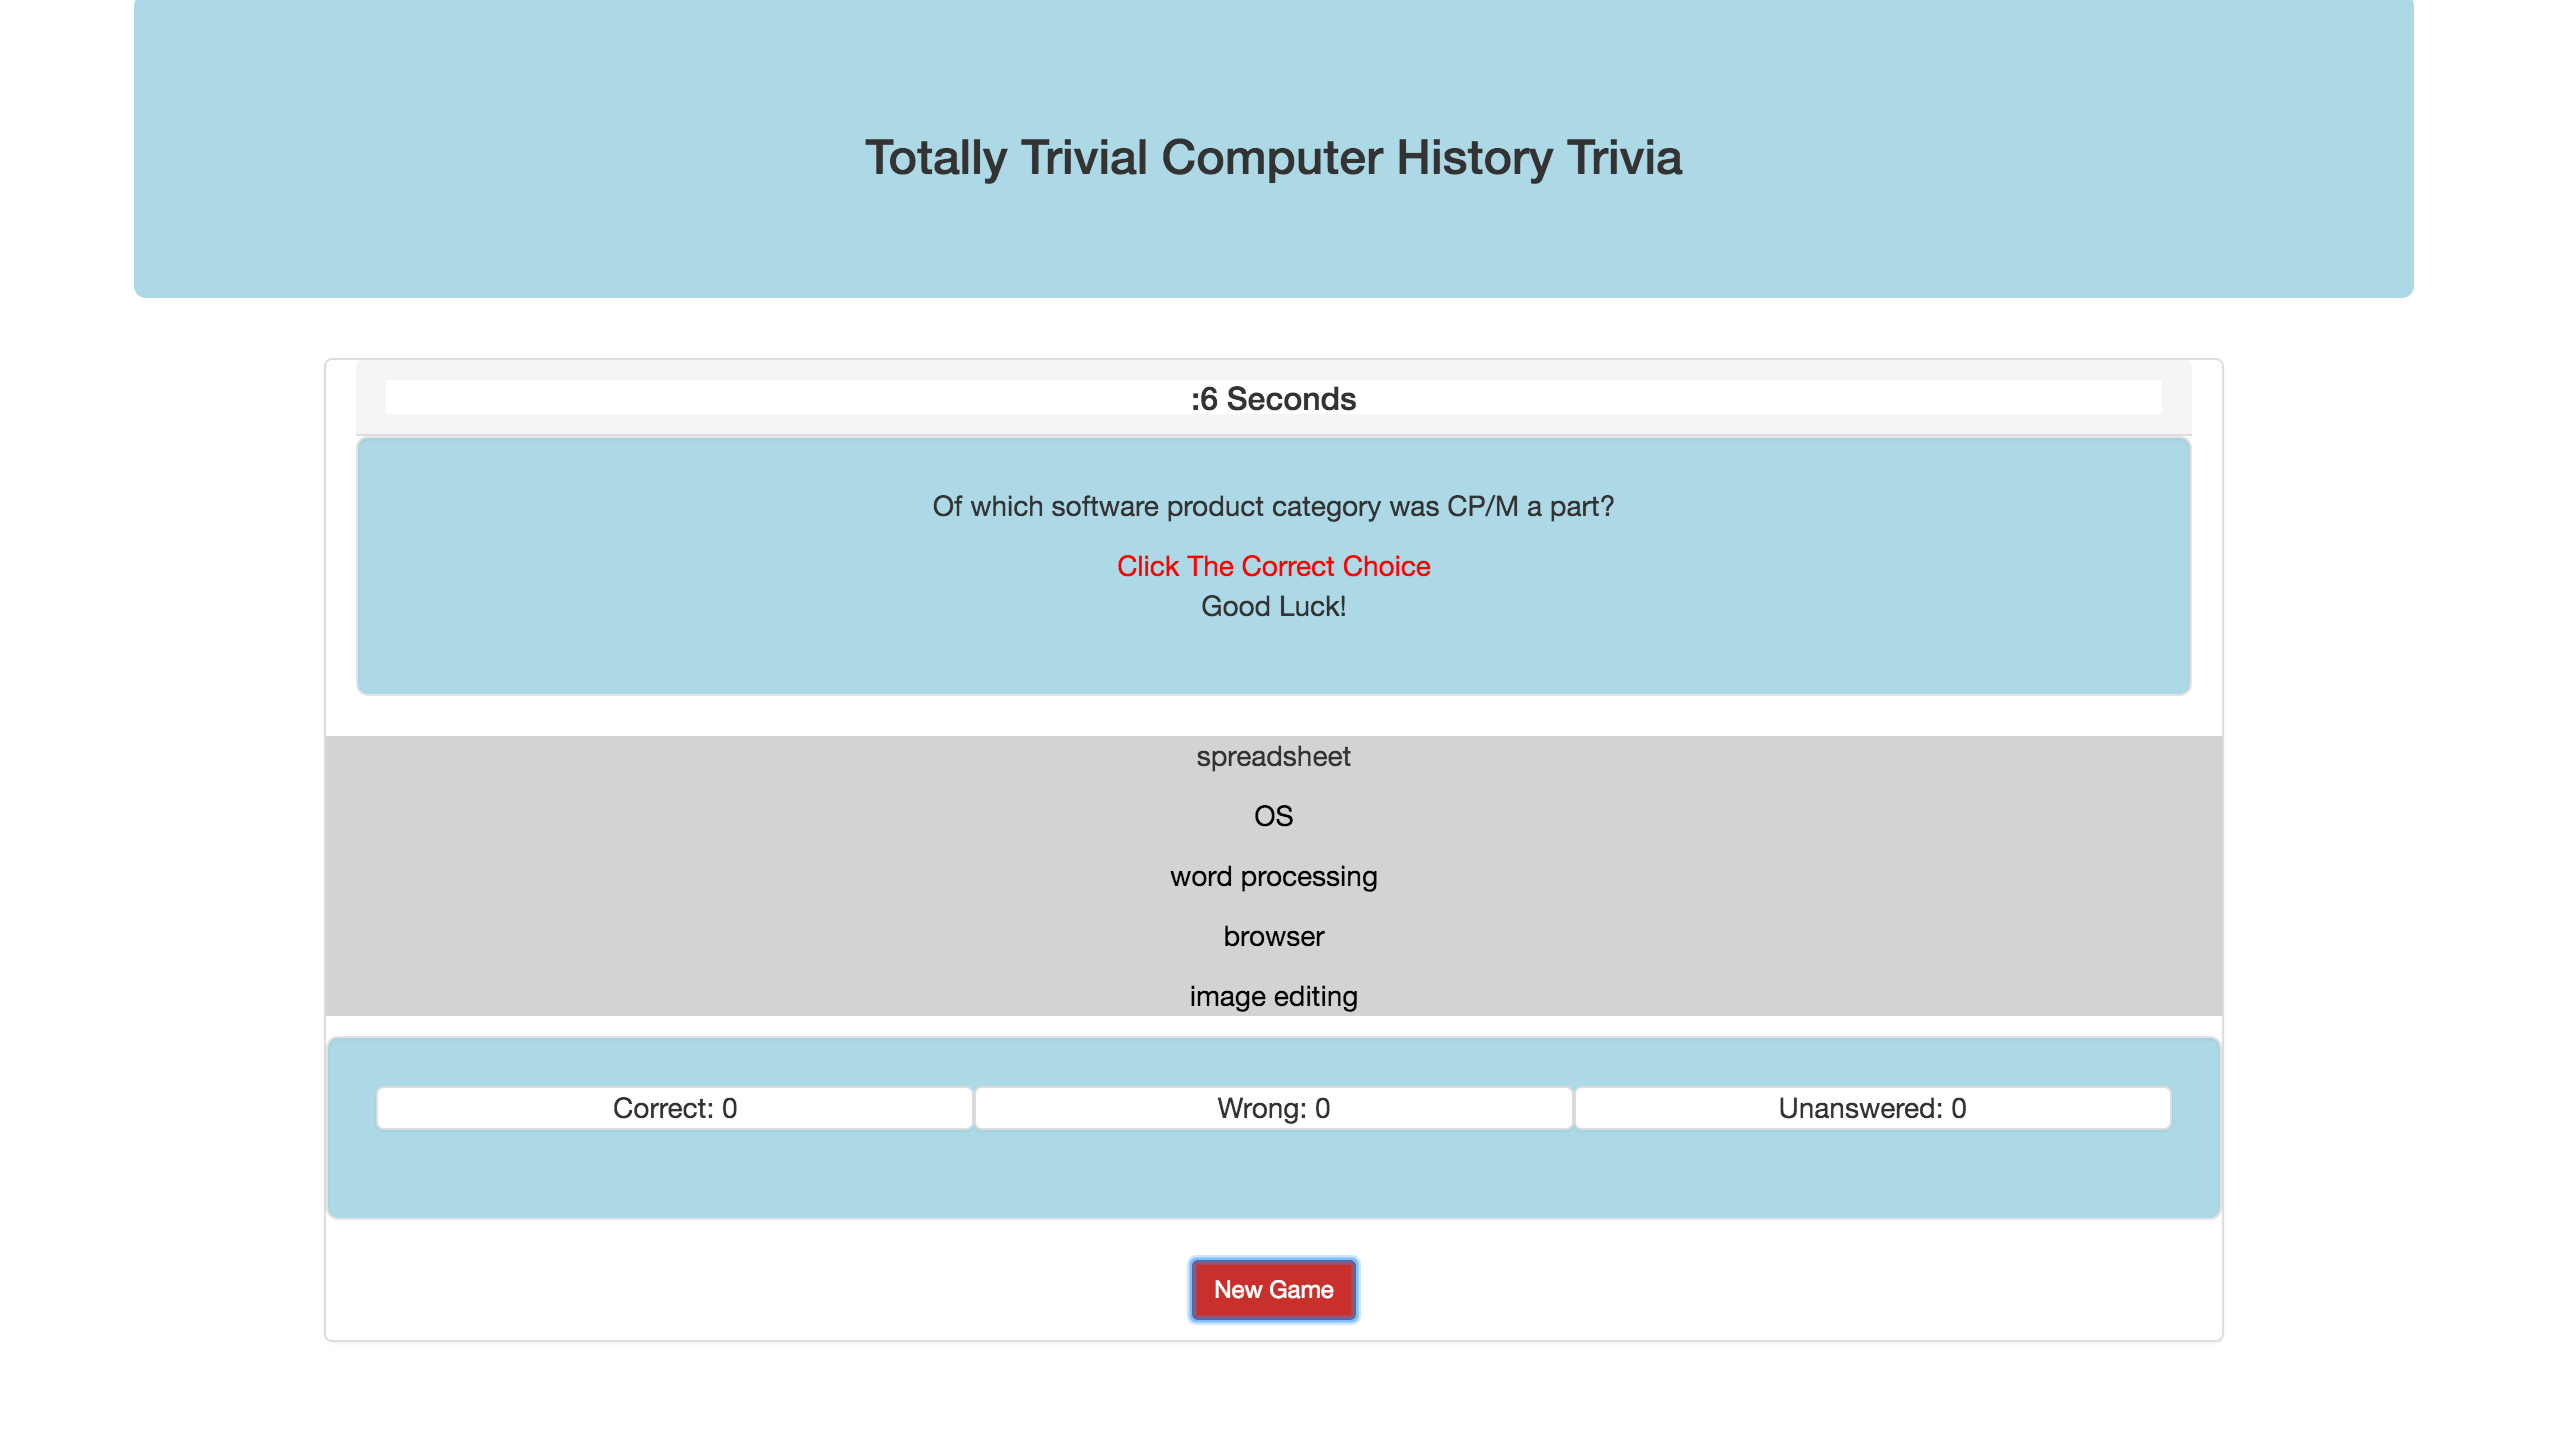 Totally Trivial Computer History Trivia
:6 Seconds
Of which software product category was CP/M a part?
Click The Correct Choice
Good Luck!
spreadsheet
OS
word processing
browser
image editing
Correct: 0
Wrong: 0
Unanswered: 0
New Game